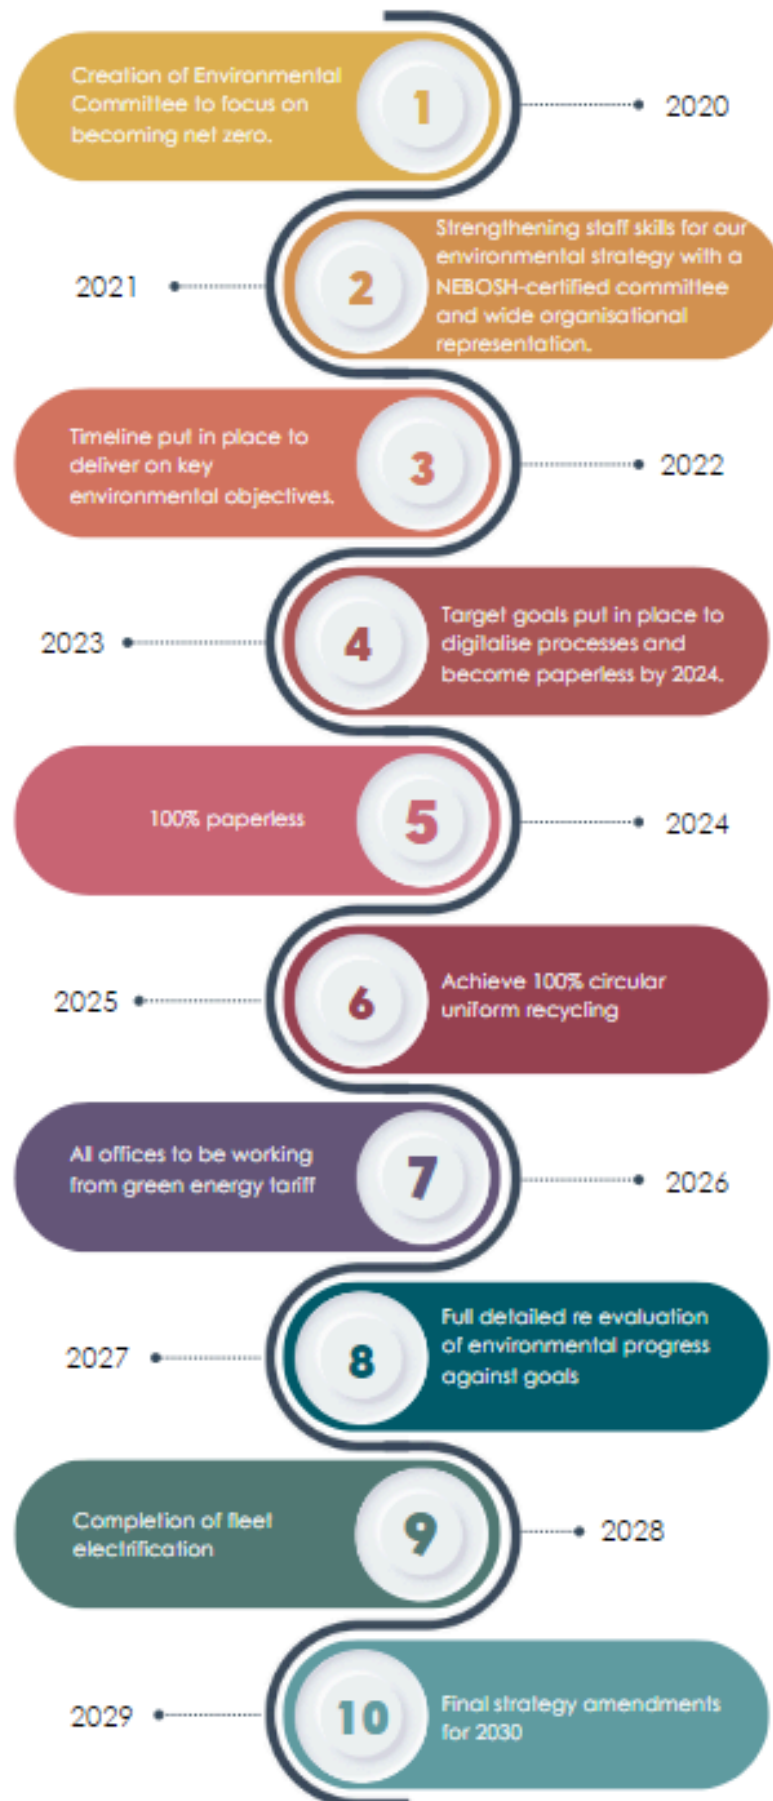 Creation of Environmental
Committee to focus on
becoming net zero.
1
2020
2021
2
Strengthening staff skills for our
environmental strategy with a
NEBOSH-certified committee
and wide organisational
representation.
Timeline put in place to
deliver on key
environmental objectives.
3
2022
2023
4
Target goals put in place to
digitalise processes and
become paperless by 2024.
100% paperless
5
2024
2025
6
Achieve 100% circular
uniform recycling
All offices to be working
from green energy tariff
7
2026
2027
8
Full detailed re evaluation
of environmental progress
against goals
Completion of fleet
electrification
9
2028
2029
10
Final strategy amendments
for 2030